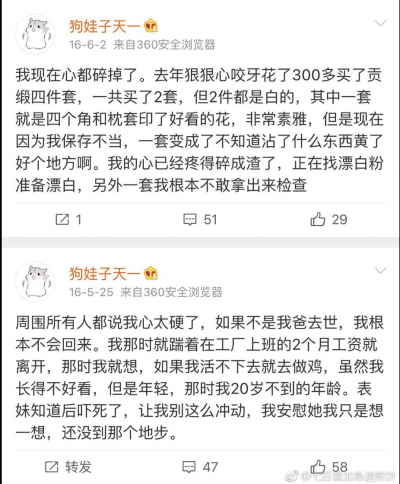 狗娃子天一
16-6-2 来自360安全浏览器
我现在心都碎掉了。去年狠狠心咬牙花了300多买了贡
缎四件套，一共买了2套，但2件都是白的，其中一套
就是四个角和枕套印了好看的花，非常素雅，但是现在
因为我保存不当，一套变成了不知道沾了什么东西黄了
好个地方啊。我的心已经疼得碎成渣了，正在找漂白粉
准备漂白，另外一套我根本不敢拿出来检查
1 51 29
狗娃子天一
16-5-25 来自360安全浏览器
周围所有人都说我心太硬了，如果不是我爸去世，我根
本不会回来。我那时就踹着在工厂上班的2个月工资就
离开，那时我就想，如果我活不下去就去做鸡，虽然我
长得不好看，但是年轻，那时我20岁不到的年龄。表
妹知道后吓死了，让我别这么冲动，我安慰她我只是想
一想，还没到那个地步。
转发 47 58